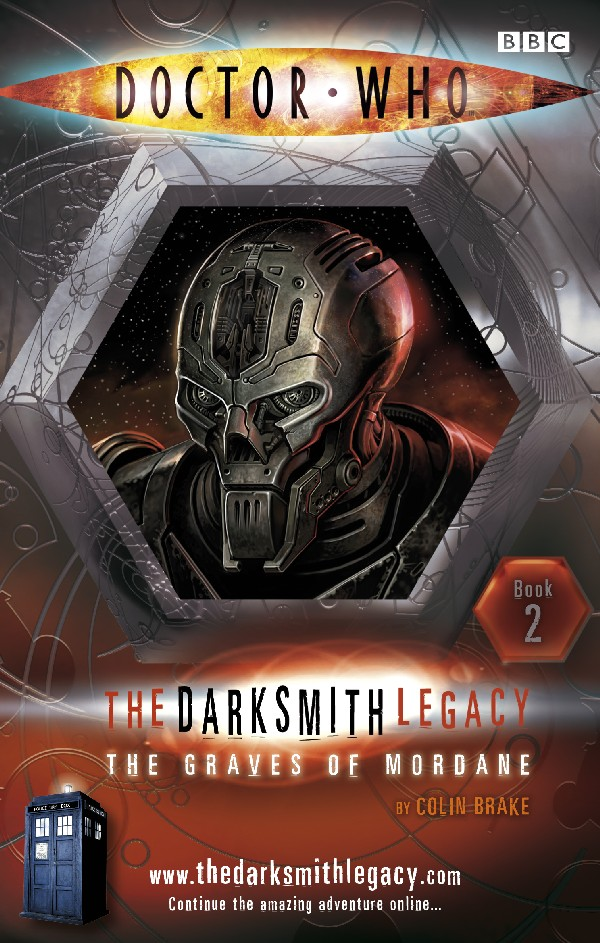 BBC
DOCTOR · WHO
Book
2
THE DARKSMITH LEGACY
THE GRAVES OF MORDANE
BY COLIN BRAKE
www.thedarksmithlegacy.com
Continue the amazing adventure online...